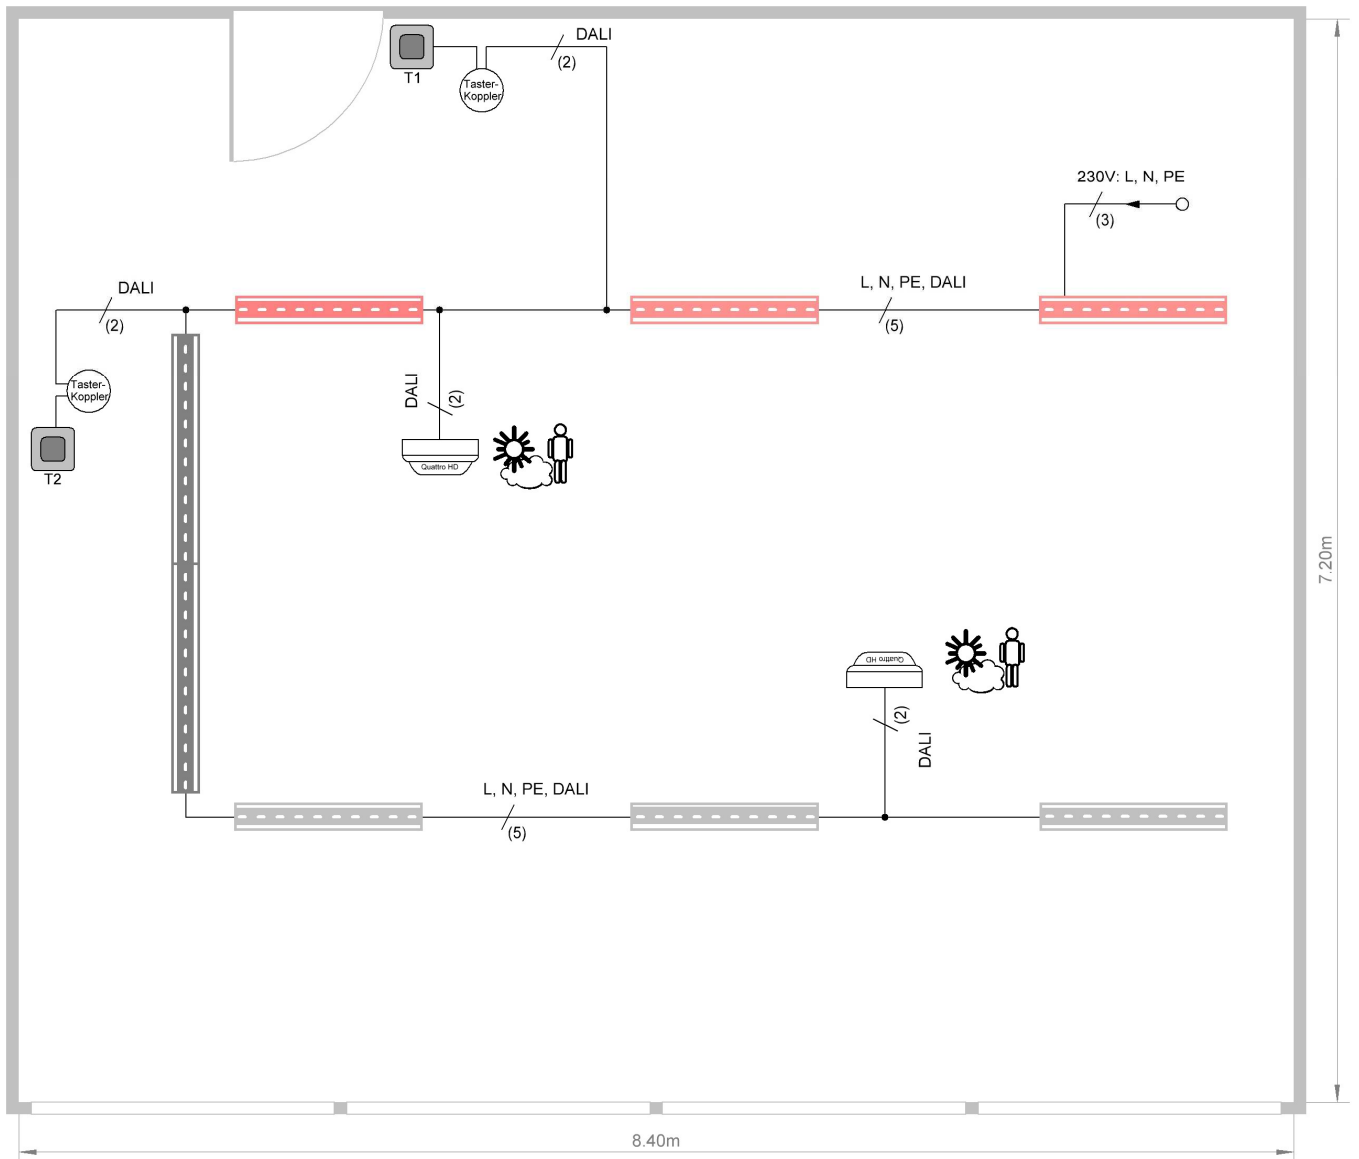 DALI
(2)
T1
Taster-
Koppler
230V: L, N, PE
(3)
DALI
(2)
L, N, PE, DALI
(5)
Taster-
Koppler
T2
DALI
(2)
Quattro HD
7.20m
Quattro HD
(2)
DALI
L, N, PE, DALI
(5)
8.40m